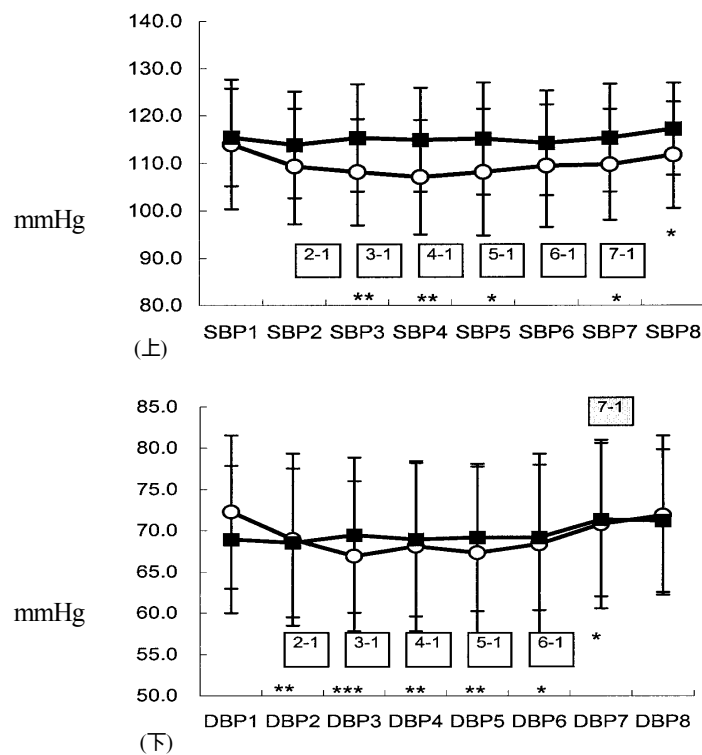 140.0
130.0
120.0
110.0
mmHg
100.0
*
2-1 3-1 4-1 5-1 6-1 7-1
90.0
** ** * *
80.0
SBP1 SBP2 SBP3 SBP4 SBP5 SBP6 SBP7 SBP8
(上)
85.0
7-1
80.0
75.0
70.0
65.0
mmHg
60.0
2-1 3-1 4-1 5-1 6-1
*
55.0
** *** ** ** *
50.0
DBP1 DBP2 DBP3 DBP4 DBP5 DBP6 DBP7 DBP8
(下)